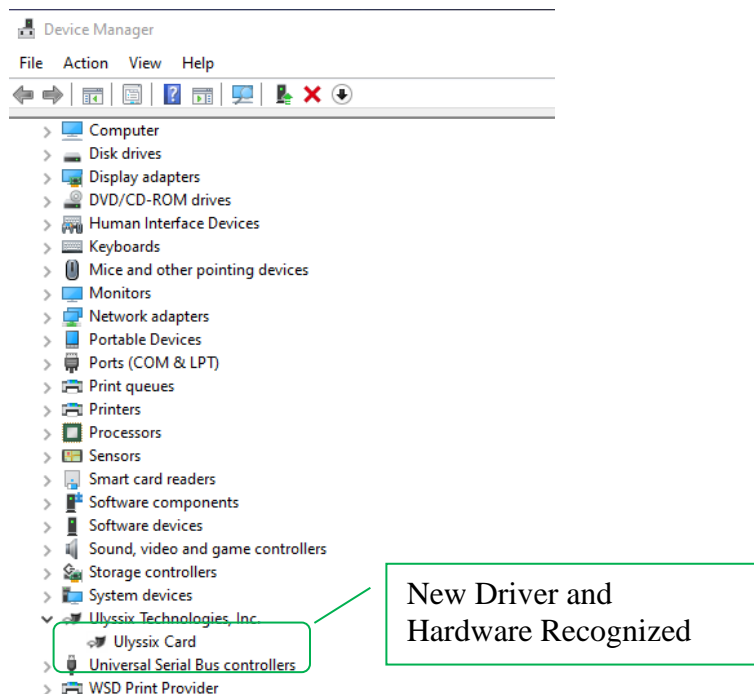 Device Manager
File Action View Help
Computer
Disk drives
Display adapters
DVD/CD-ROM drives
Human Interface Devices
Keyboards
Mice and other pointing devices
Monitors
Network adapters
Portable Devices
Ports (COM & LPT)
Print queues
Printers
Processors
Sensors
Smart card readers
Software components
Software devices
Sound, video and game controllers
Storage controllers
System devices
Ulyssix Technologies, Inc.
Ulyssix Card
Universal Serial Bus controllers
WSD Print Provider
New Driver and
Hardware Recognized